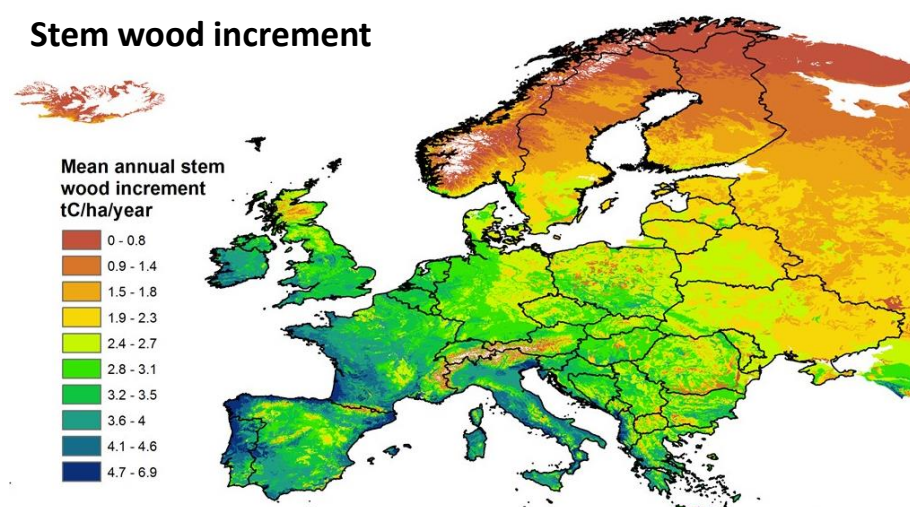 Stem wood increment
Mean annual stem
wood increment
tC/ha/year
0 - 0.8
0.9 - 1.4
1.5 - 1.8
1.9 - 2.3
2.4 - 2.7
2.8 - 3.1
3.2 - 3.5
3.6 - 4
4.1 - 4.6
4.7 - 6.9